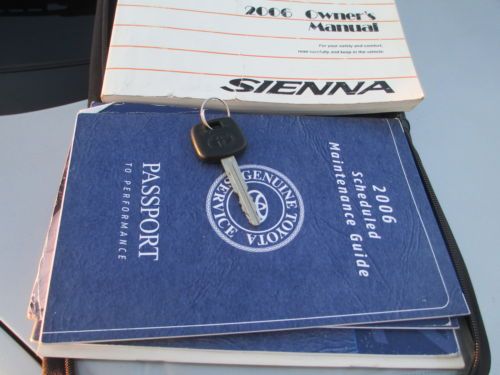 2006 Owner's
Manual
For your safety and comfort,
read carefully and keep in the vehicle.
SIENNA
2006
Scheduled
Maintenance Guide
GENUINE TOYOTA
SERVICE
PASSPORT
TO PERFORMANCE